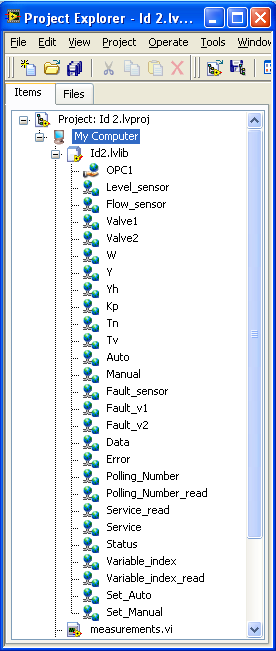 Project Explorer - Id 2.lv...
File Edit View Project Operate Tools Window
Items Files
Project: Id 2.lvproj
My Computer
Id2.lvlib
OPC1
Level_sensor
Flow_sensor
Valve1
Valve2
W
Y
Yh
Kp
Tn
Tv
Auto
Manual
Fault_sensor
Fault_v1
Fault_v2
Data
Error
Polling_Number
Polling_Number_read
Service_read
Service
Status
Variable_index
Variable_index_read
Set_Auto
Set_Manual
measurements.vi